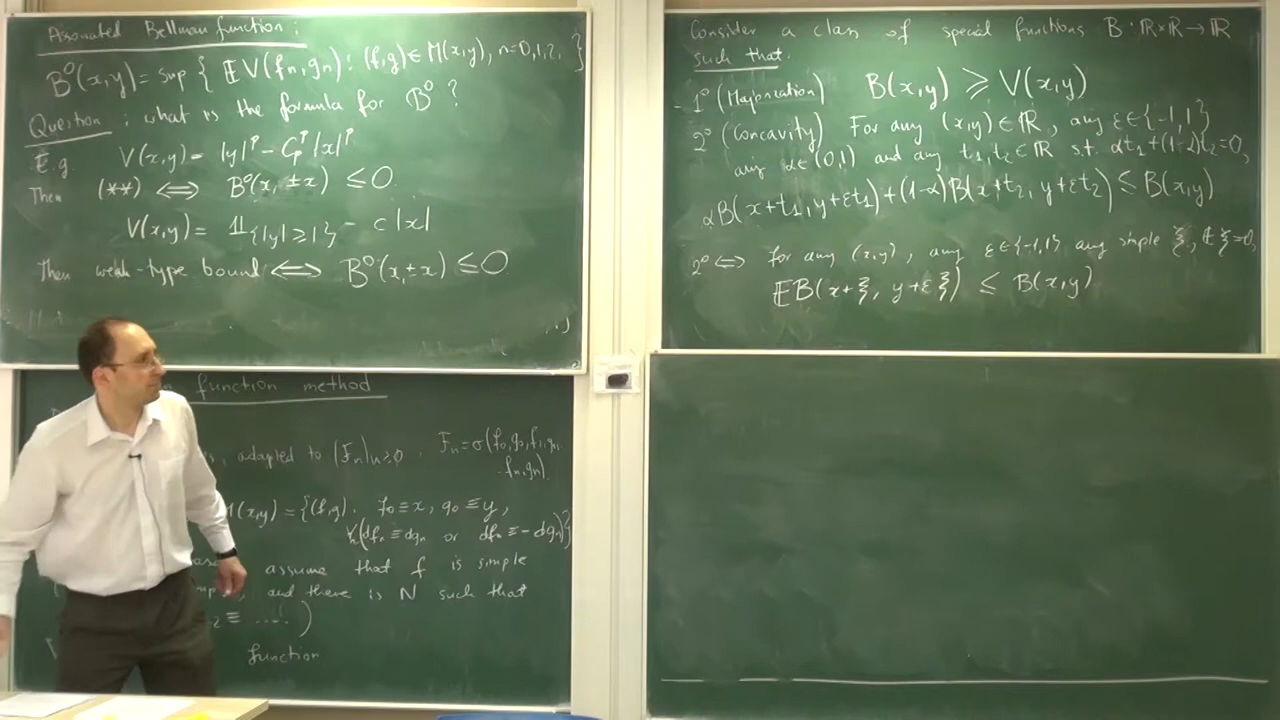 Associated Bellman function:
B⁰(x,y) = sup { 𝔼 V(fₙ,gₙ) : (f,g) ∈ M(x,y), n=0,1,2, }
Question: what is the formula for B⁰?
E.g. V(x,y) = |y|ᵖ - Cₚᵖ |x|ᵖ
Then (**) ⟺ B⁰(x,±x) ≤ 0.
V(x,y) = 𝟙{|y|≥1} - c|x|
Then weak-type bound ⟺ B⁰(x,±x) ≤ 0
function method
adapted to (Fₙ)n≥0. Fₙ = σ(f₀,g₀,f₁,g₁,
fₙ,gₙ).
M(x,y) = {(f,g). f₀ ≡ x, g₀ ≡ y,
∀ₙ(dfₙ ≡ dgₙ or dfₙ ≡ -dgₙ)}
assume that f is simple
and there is N such that
≡ .... )
function
Consider a class of special functions B : ℝ×ℝ → ℝ
such that.
1⁰ (Majorization) B(x,y) ⩾ V(x,y)
2⁰ (Concavity) For any (x,y) ∈ ℝ, any ε ∈ {-1,1}
any α ∈ (0,1) and any t₁,t₂ ∈ ℝ s.t. αt₁+(1-α)t₂=0,
αB(x+t₁,y+εt₁)+(1-α)B(x+t₂,y+εt₂) ≤ B(x,y)
2⁰ ⟺ for any (x,y), any ε∈{-1,1} any simple ξ, 𝔼ξ=0,
𝔼B(x+ξ, y+εξ) ≤ B(x,y)